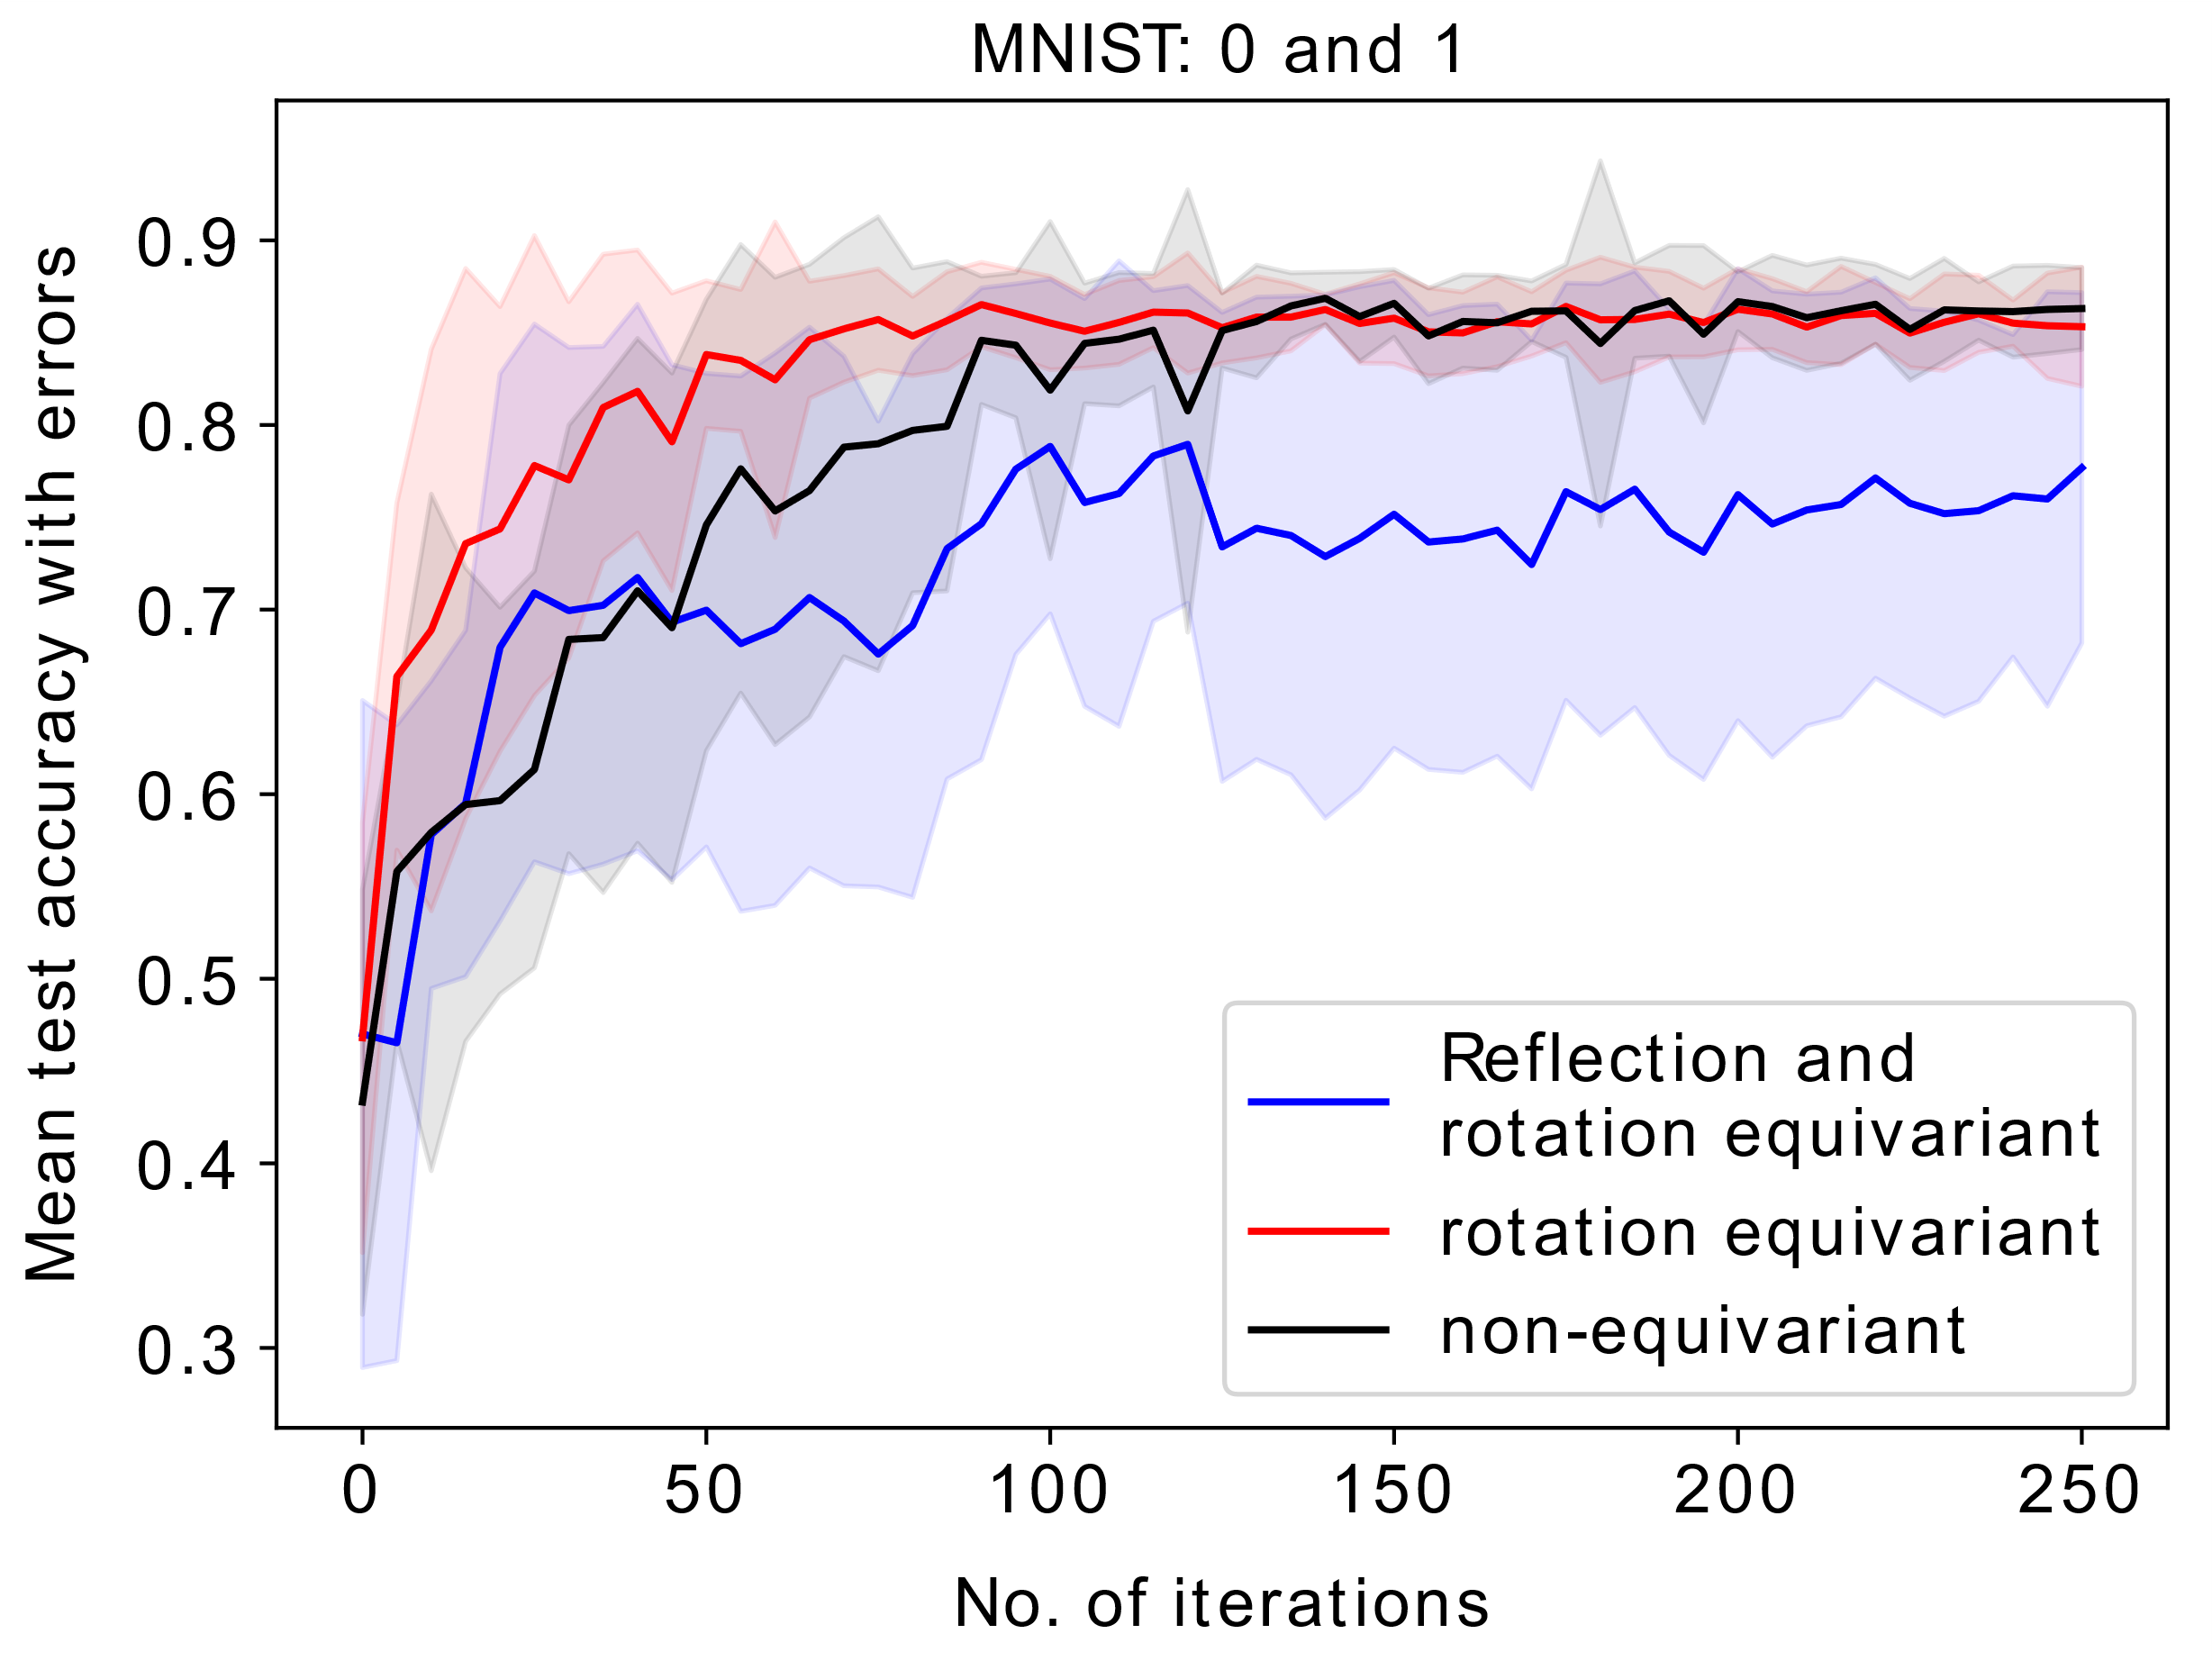 MNIST: 0 and 1
Mean test accuracy with errors
0.9
0.8
0.7
0.6
0.5
0.4
0.3
Reflection and
rotation equivariant
rotation equivariant
non-equivariant
0 50 100 150 200 250
No. of iterations